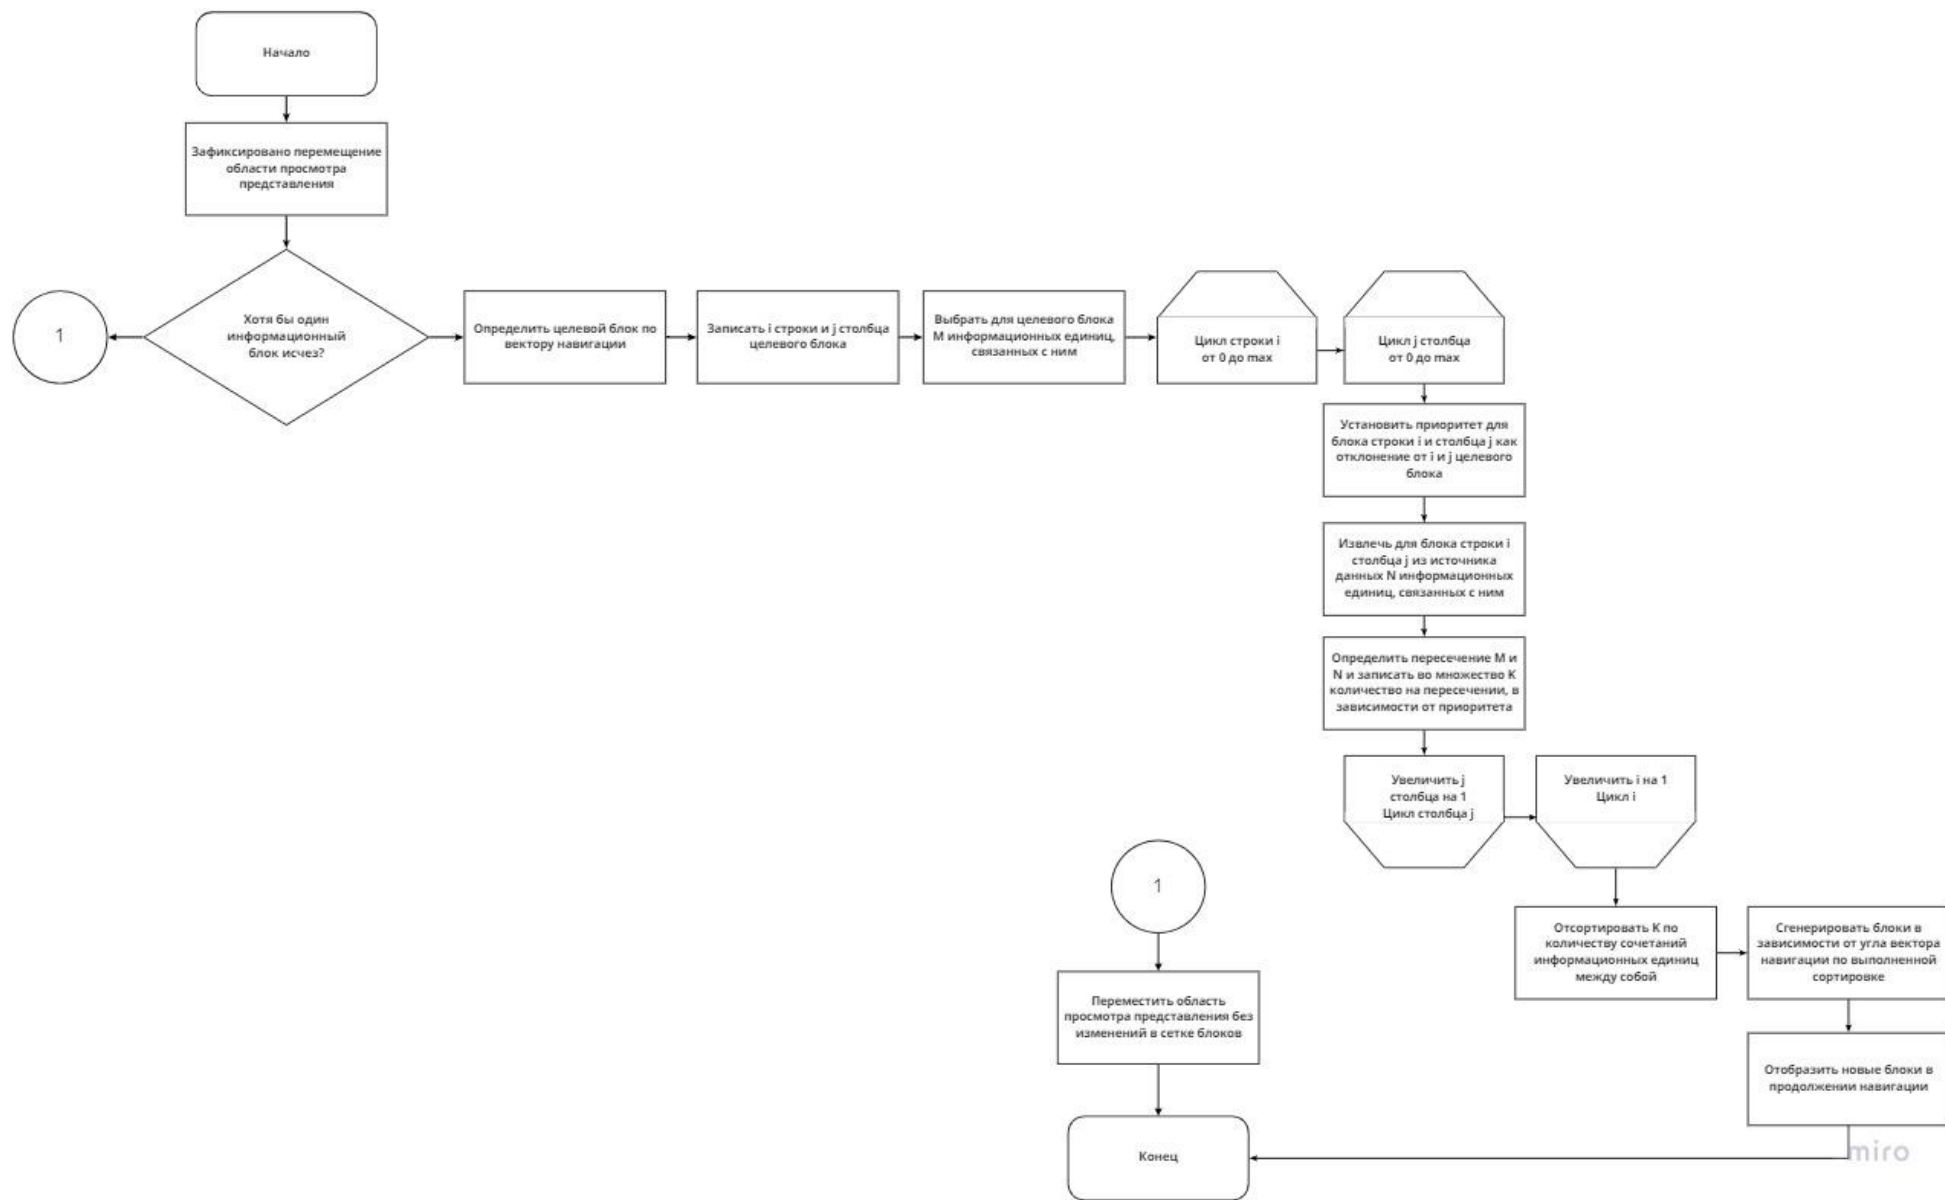 Начало
Зафиксировано перемещение
области просмотра
представления
Хотя бы один
информационный
блок исчез?
1
Определить целевой блок по
вектору навигации
Записать i строки и j столбца
целевого блока
Выбрать для целевого блока
M информационных единиц,
связанных с ним
Цикл строки i
от 0 до max
Цикл j столбца
от 0 до max
Установить приоритет для
блока строки i и столбца j как
отклонение от i и j целевого
блока
Извлечь для блока строки i
столбца j из источника
данных N информационных
единиц, связанных с ним
Определить пересечение M и
N и записать во множество K
количество на пересечении, в
зависимости от приоритета
Увеличить j
столбца на 1
Цикл столбца j
Увеличить i на 1
Цикл i
Отсортировать K по
количеству сочетаний
информационных единиц
между собой
Сгенерировать блоки в
зависимости от угла вектора
навигации по выполненной
сортировке
Отобразить новые блоки в
продолжении навигации
1
Переместить область
просмотра представления без
изменений в сетке блоков
Конец
miro